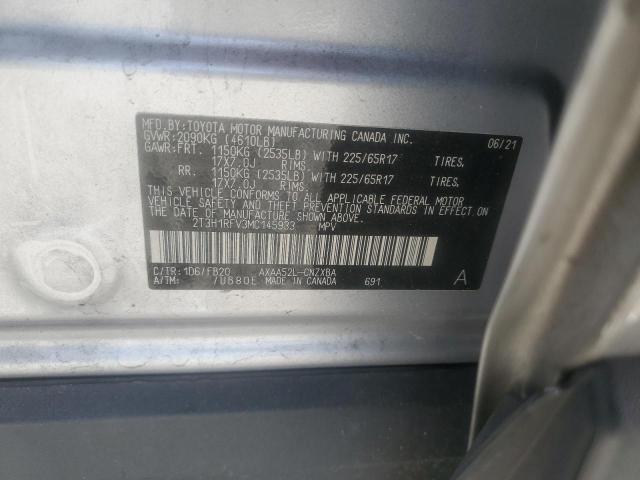 MFD.BY:TOYOTA MOTOR MANUFACTURING CANADA INC. 06/21
GVWR:2090KG (4610LB)
GAWR:FRT. 1150KG (2535LB) WITH 225/65R17 TIRES,
17X7.0J RIMS.
RR. 1150KG (2535LB) WITH 225/65R17 TIRES,
17X7.0J RIMS.
THIS VEHICLE CONFORMS TO ALL APPLICABLE FEDERAL MOTOR
VEHICLE SAFETY AND THEFT PREVENTION STANDARDS IN
EFFECT ON THE DATE OF MANUFACTURE SHOWN ABOVE.
2T3H1RFV3MC145933 MPV
C/TR:1D6/FB20 AXAA52L-CNZXBA
A/TM: /U880E MADE IN CANADA 691 A